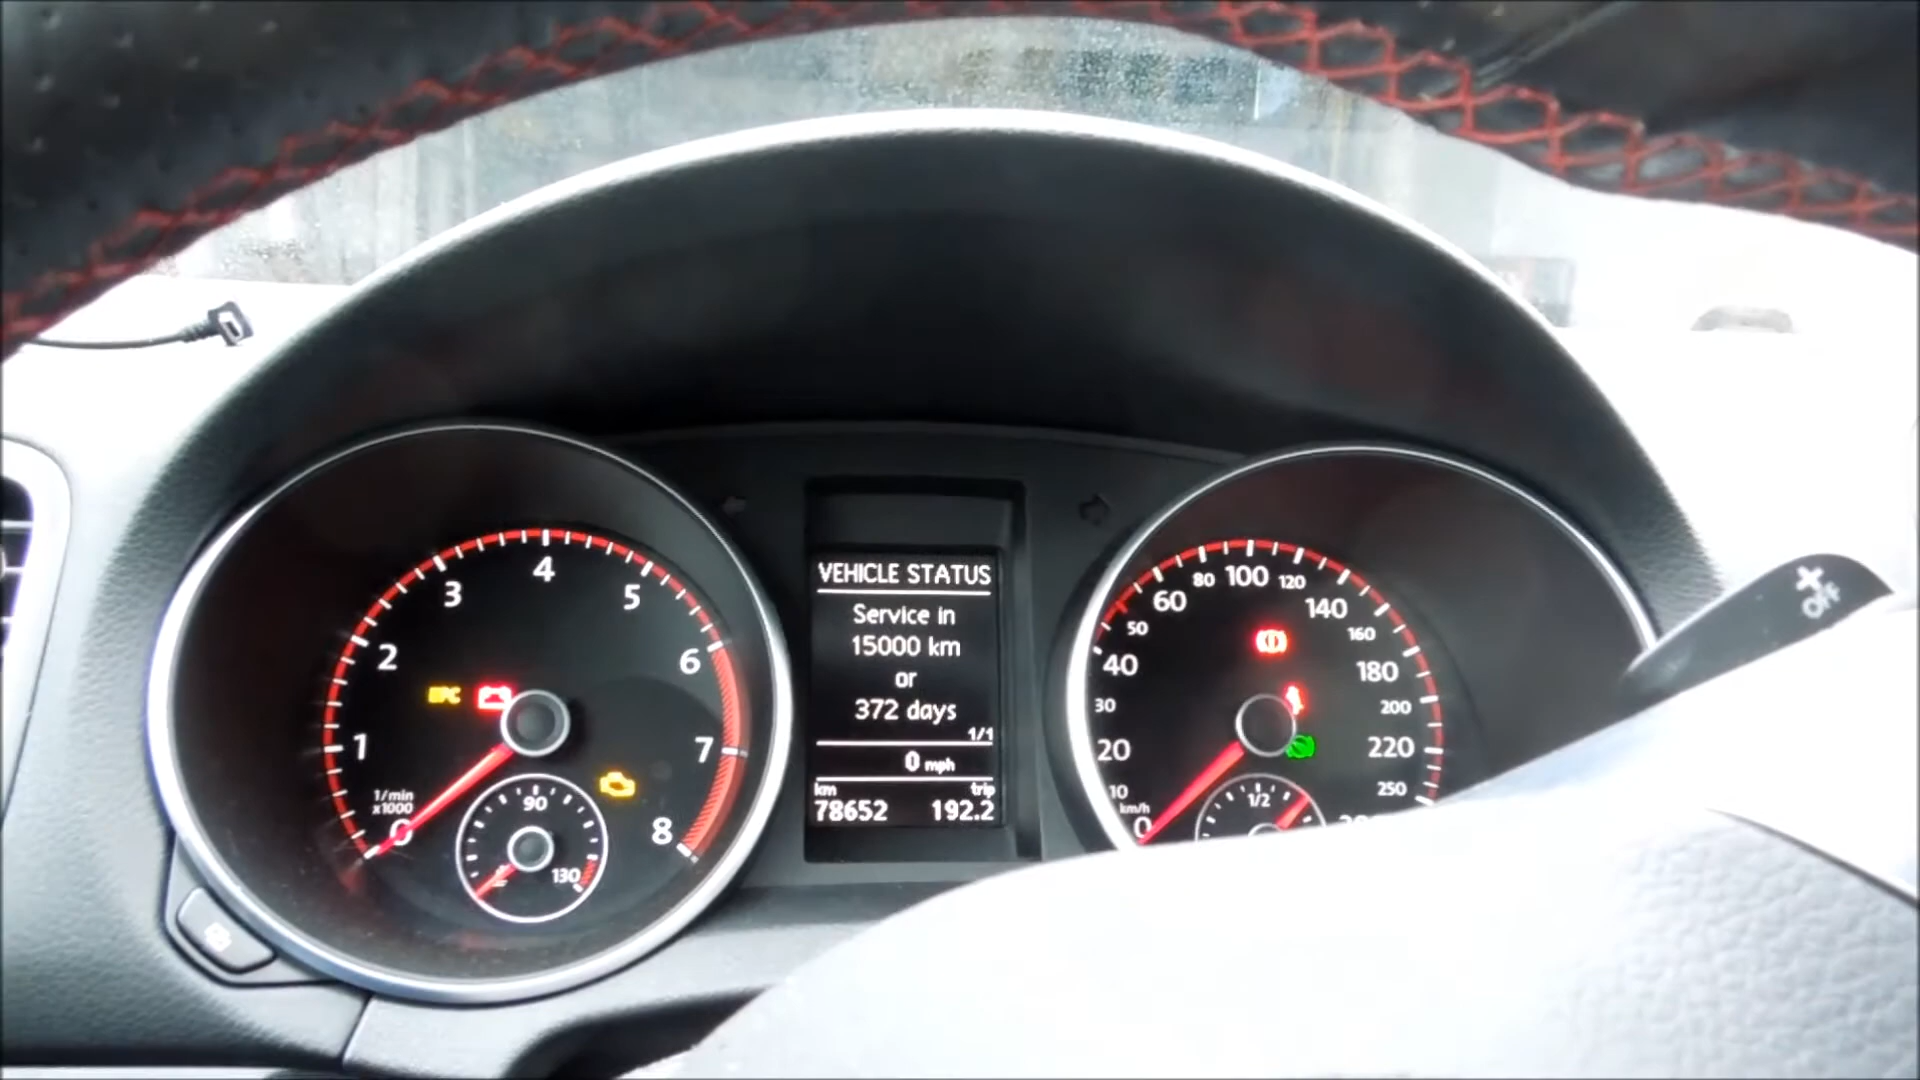 VEHICLE STATUS
Service in
15000 km
or
372 days
1/1
0 mph
km trip
78652 192.2
1/min
x1000
0
1
2
3
4
5
6
7
8
EPC
90
130
km/h
0
10
20
30
40
50
60
80
100
120
140
160
180
200
220
250
1/2
+
OFF